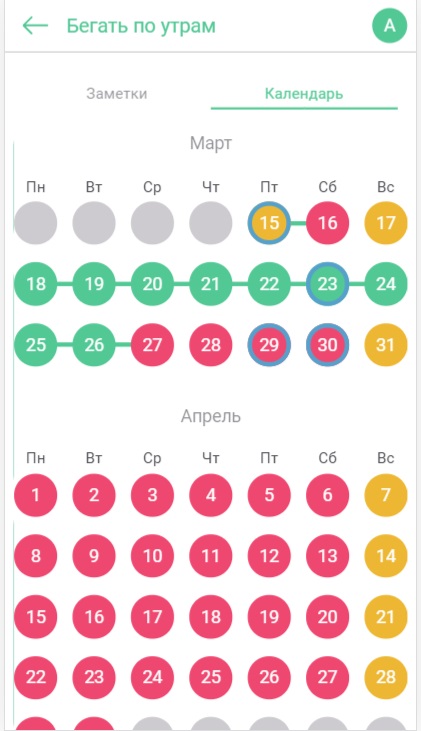 Бегать по утрам
А
Заметки
Календарь
Март
Пн Вт Ср Чт Пт Сб Вс
15 16 17
18 19 20 21 22 23 24
25 26 27 28 29 30 31
Апрель
Пн Вт Ср Чт Пт Сб Вс
1 2 3 4 5 6 7
8 9 10 11 12 13 14
15 16 17 18 19 20 21
22 23 24 25 26 27 28